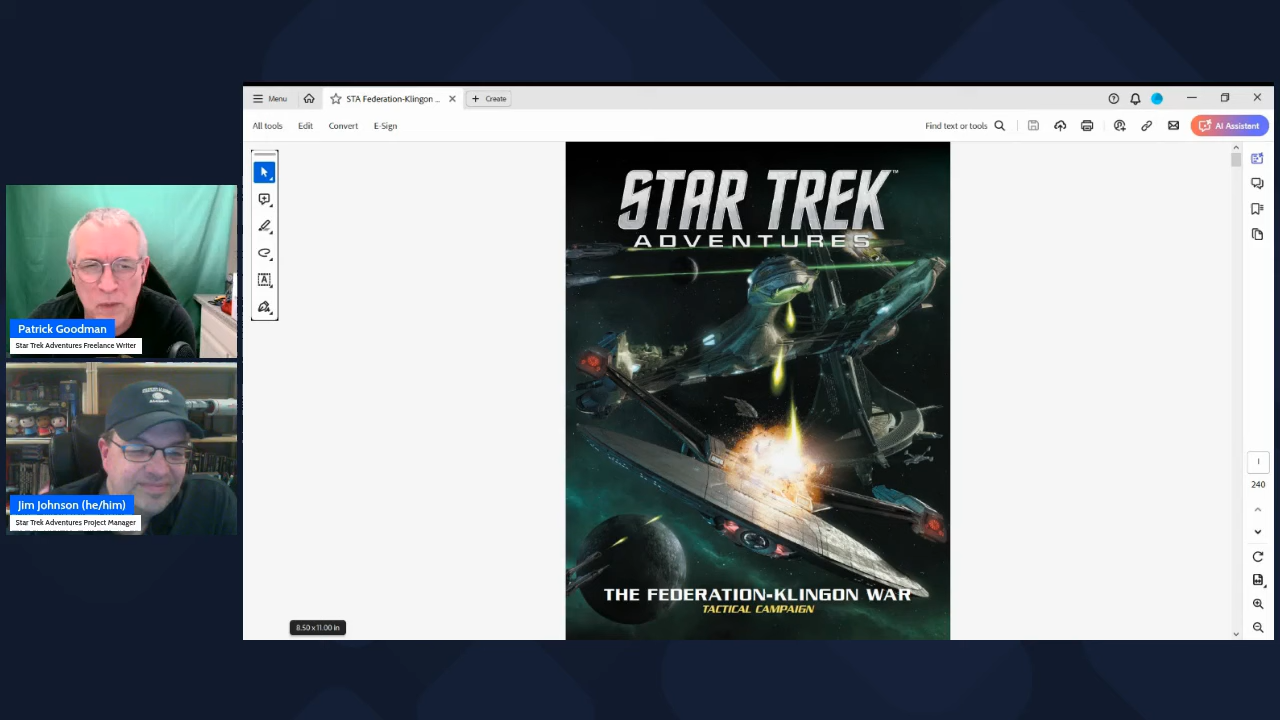 Menu
STA Federation-Klingon ...
Create
All tools
Edit
Convert
E-Sign
Find text or tools
AI Assistant
STAR TREK™
ADVENTURES
THE FEDERATION-KLINGON WAR
TACTICAL CAMPAIGN
8.50 x 11.00 in
1
240
Patrick Goodman
Star Trek Adventures Freelance Writer
Jim Johnson (he/him)
Star Trek Adventures Project Manager